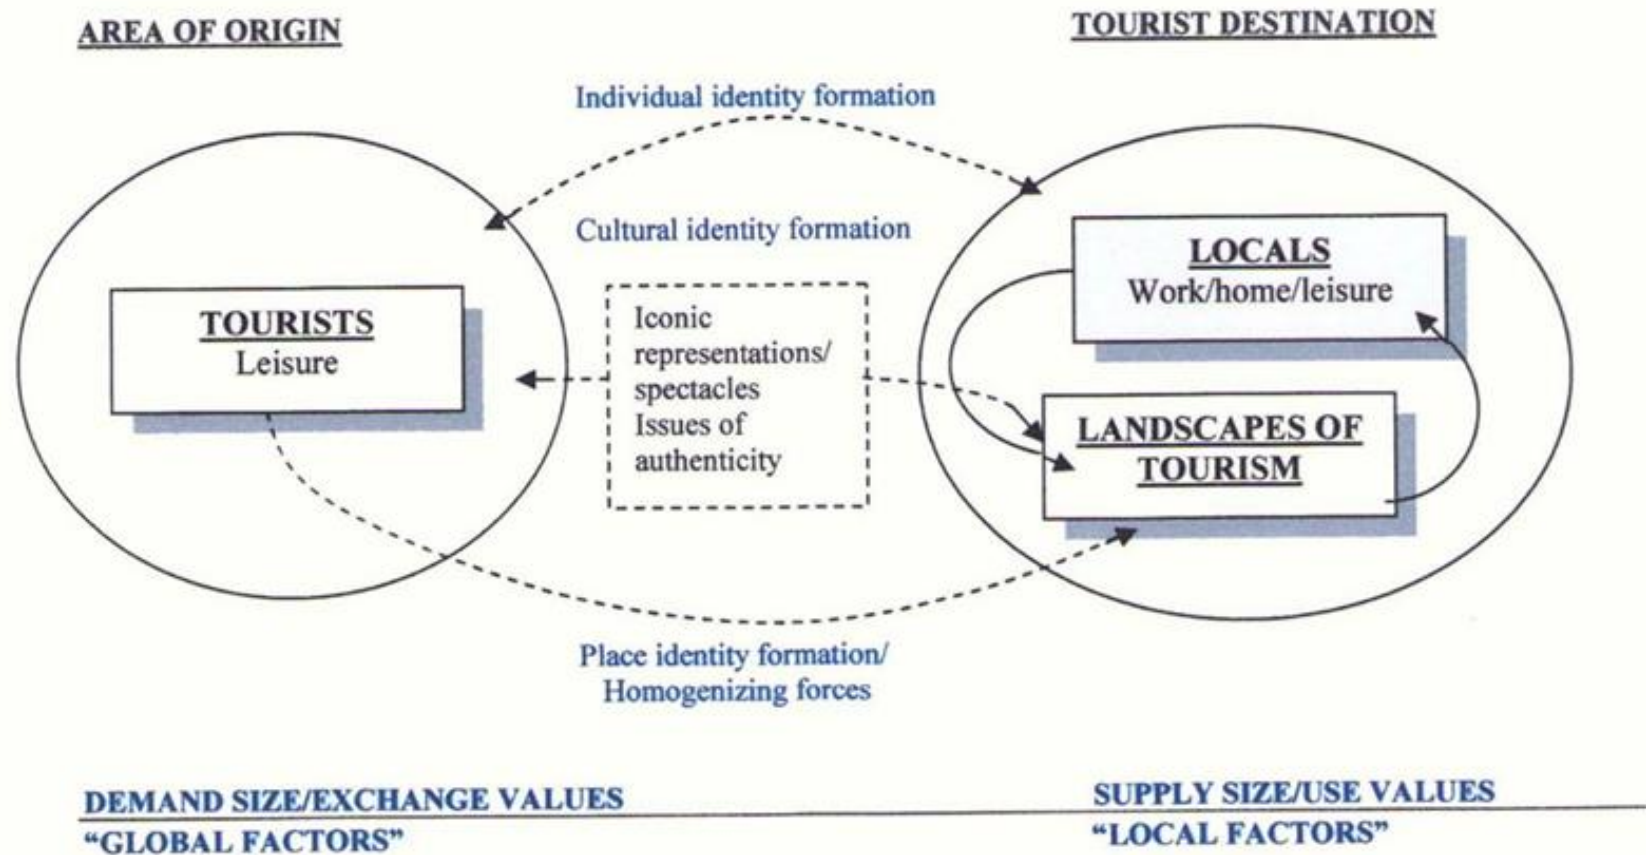 AREA OF ORIGIN
TOURIST DESTINATION
Individual identity formation
Cultural identity formation
TOURISTS
Leisure
Iconic
representations/
spectacles
Issues of
authenticity
LOCALS
Work/home/leisure
LANDSCAPES OF
TOURISM
Place identity formation/
Homogenizing forces
DEMAND SIZE/EXCHANGE VALUES
"GLOBAL FACTORS"
SUPPLY SIZE/USE VALUES
"LOCAL FACTORS"